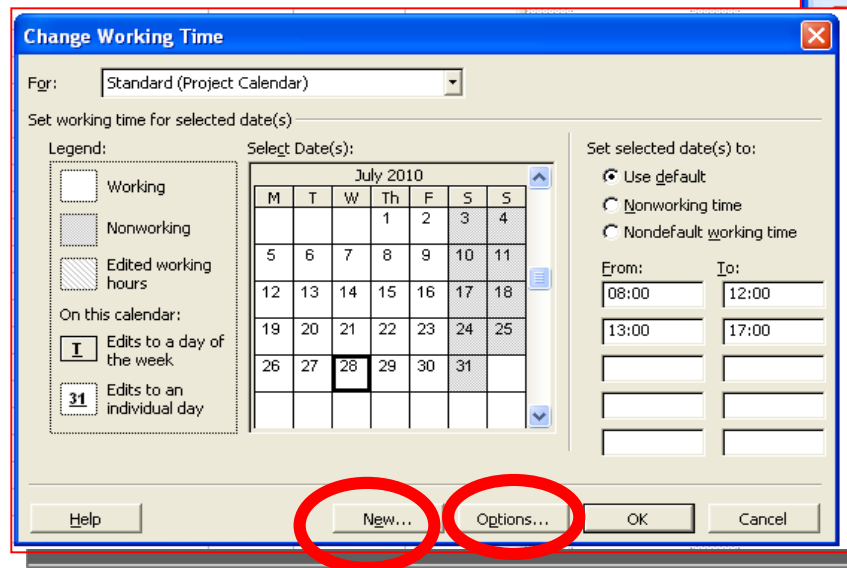 Change Working Time
For: Standard (Project Calendar)
Set working time for selected date(s)
Legend:
Working
Nonworking
Edited working
hours
On this calendar:
T Edits to a day of
the week
31 Edits to an
individual day
Select Date(s):
July 2010
M T W Th F S S
1 2 3 4
5 6 7 8 9 10 11
12 13 14 15 16 17 18
19 20 21 22 23 24 25
26 27 28 29 30 31
Set selected date(s) to:
Use default
Nonworking time
Nondefault working time
From: To:
08:00 12:00
13:00 17:00
Help New... Options... OK Cancel